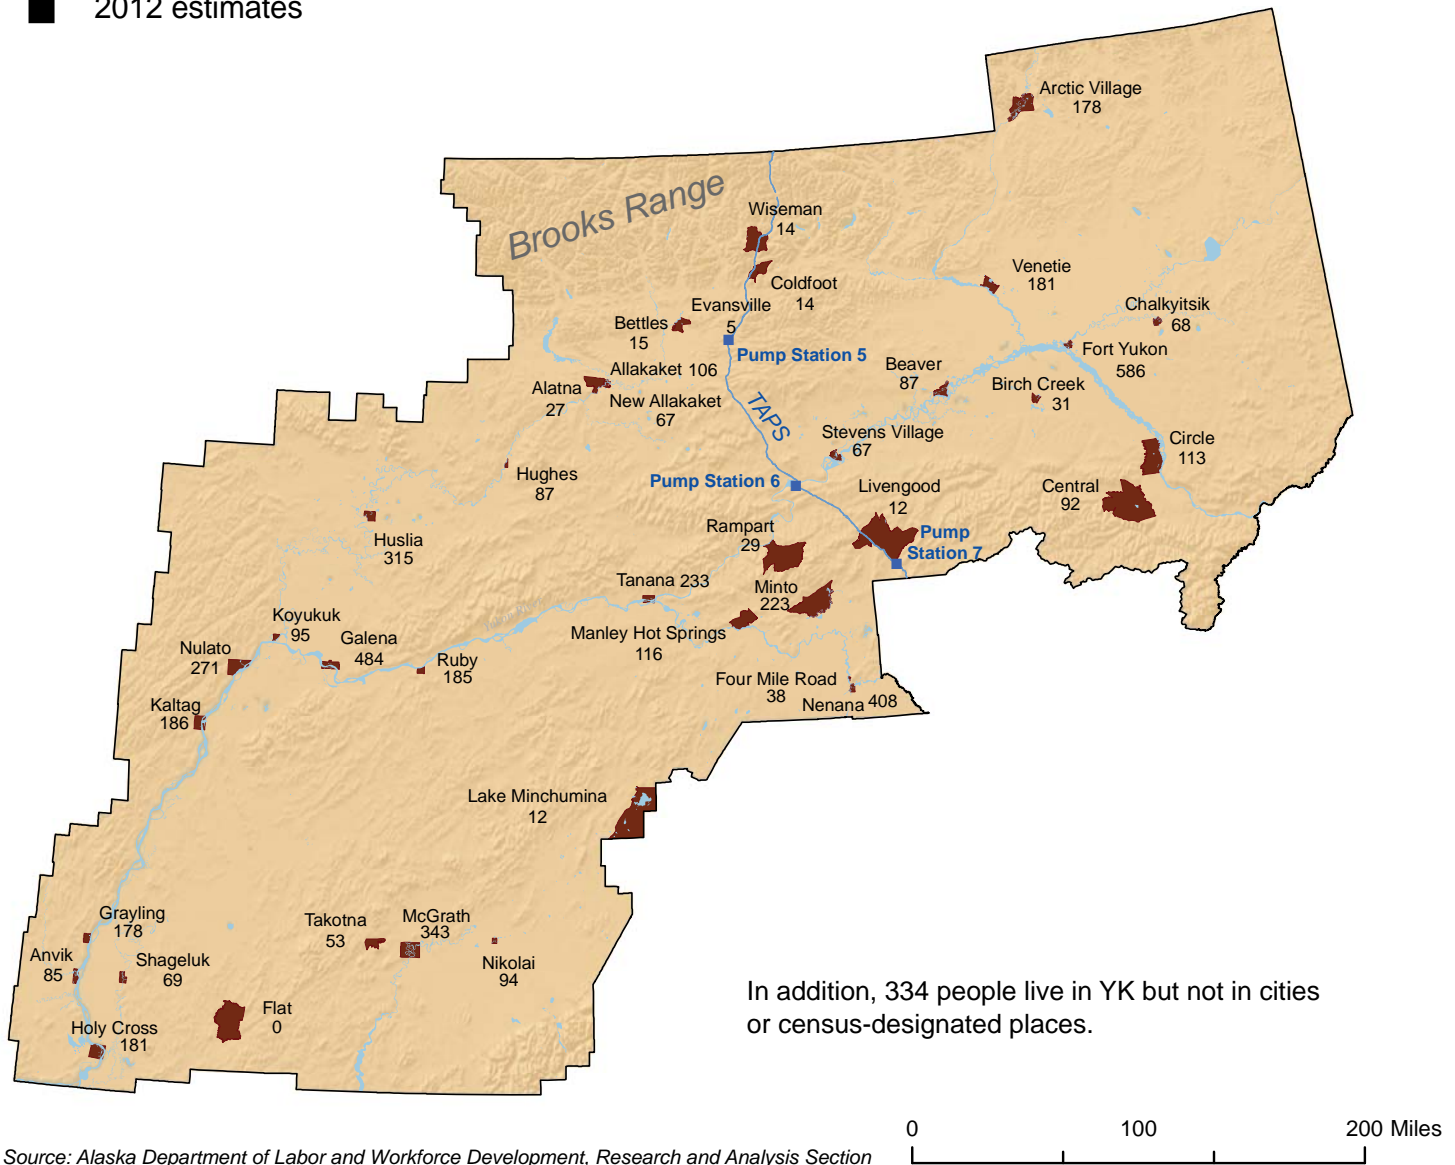 2012 estimates
Arctic Village
178
Brooks Range
Wiseman
14
Coldfoot
14
Venetie
181
Evansville
5
Bettles
15
Chalkyitsik
68
Pump Station 5
Fort Yukon
586
Allakaket 106
Alatna
27
New Allakaket
67
Beaver
87
Birch Creek
31
TAPS
Stevens Village
67
Circle
113
Hughes
87
Pump Station 6
Livengood
12
Central
92
Huslia
315
Rampart
29
Pump
Station 7
Tanana 233
Minto
223
Koyukuk
95
Manley Hot Springs
116
Nulato
271
Galena
484
Ruby
185
Four Mile Road
38
Nenana 408
Kaltag
186
Lake Minchumina
12
Grayling
178
Takotna
53
McGrath
343
Anvik
85
Shageluk
69
Nikolai
94
Flat
0
Holy Cross
181
In addition, 334 people live in YK but not in cities
or census-designated places.
0 100 200 Miles
Source: Alaska Department of Labor and Workforce Development, Research and Analysis Section